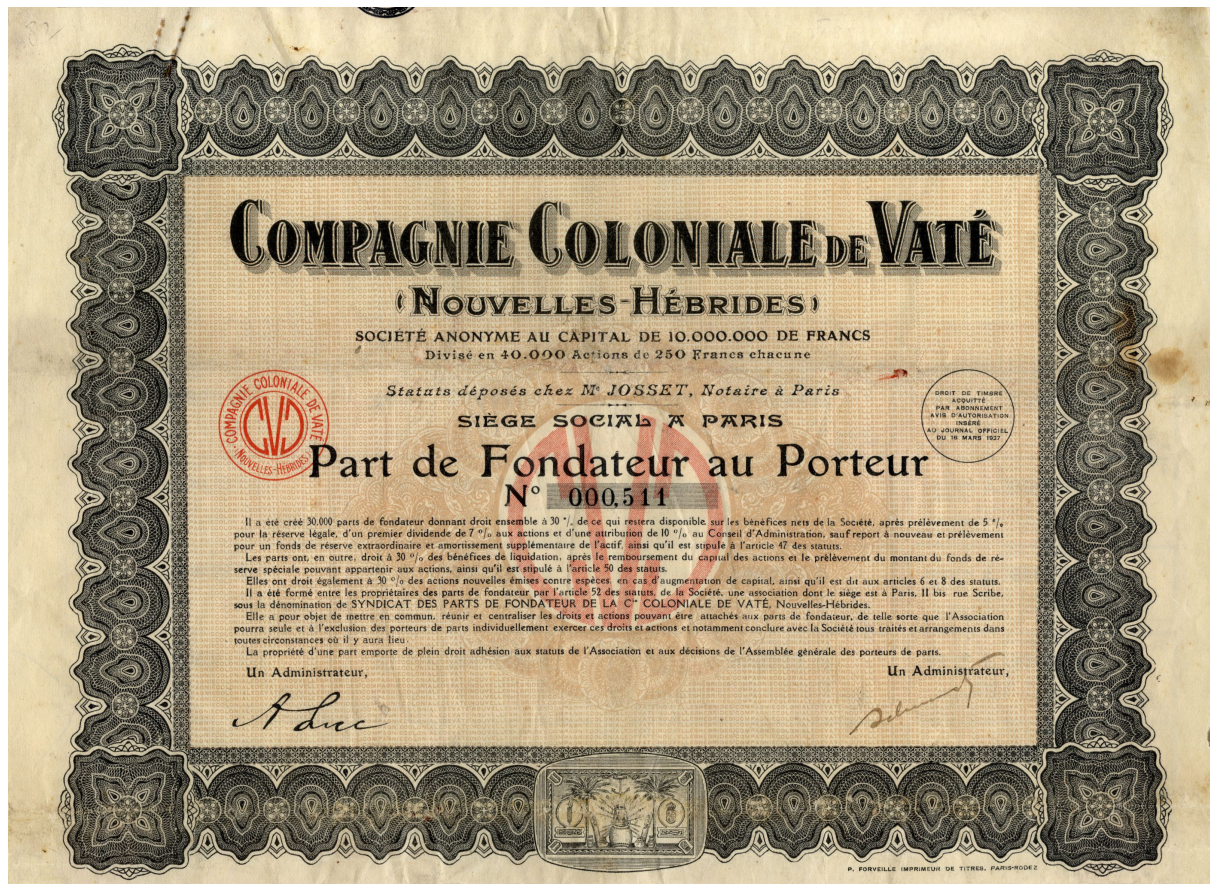 COMPAGNIE COLONIALE DE VATÉ
(NOUVELLES-HÉBRIDES)
SOCIÉTÉ ANONYME AU CAPITAL DE 10.000.000 DE FRANCS
Divisé en 40.000 Actions de 250 Francs chacune
Statuts déposés chez Me JOSSET, Notaire à Paris
SIÈGE SOCIAL A PARIS
COMPAGNIE COLONIALE DE VATÉ
CVC
NOUVELLES-HÉBRIDES
DROIT DE TIMBRE
ACQUITTÉ
PAR ABONNEMENT
AVIS D'AUTORISATION
INSÉRÉ
AU JOURNAL OFFICIEL
DU 16 MARS 1927
Part de Fondateur au Porteur
No 000,511
Il a été créé 30.000 parts de fondateur donnant droit ensemble à 30 % de ce qui restera disponible sur les bénéfices nets de la Société, après prélèvement de 5 %
pour la réserve légale, d'un premier dividende de 7 % aux actions et d'une attribution de 10 % au Conseil d'Administration, sauf report à nouveau et prélèvement
pour un fonds de réserve extraordinaire et amortissement supplémentaire de l'actif, ainsi qu'il est stipulé à l'article 47 des statuts.
Les parts ont, en outre, droit à 30 % des bénéfices de liquidation, après le remboursement du capital des actions et le prélèvement du montant du fonds de ré-
serve spéciale pouvant appartenir aux actions, ainsi qu'il est stipulé à l'article 50 des statuts.
Elles ont droit également à 30 % des actions nouvelles émises contre espèces en cas d'augmentation de capital, ainsi qu'il est dit aux articles 6 et 8 des statuts.
Il a été formé entre les propriétaires des parts de fondateur par l'article 52 des statuts, de la Société, une association dont le siège est à Paris, 11 bis rue Scribe,
sous la dénomination de SYNDICAT DES PARTS DE FONDATEUR DE LA Cie COLONIALE DE VATÉ, Nouvelles-Hébrides.
Elle a pour objet de mettre en commun, réunir et centraliser les droits et actions pouvant être attachés aux parts de fondateur, de telle sorte que l'Association
pourra seule et à l'exclusion des porteurs de parts individuellement exercer ces droits et actions et notamment conclure avec la Société tous traités et arrangements dans
toutes circonstances où il y aura lieu.
La propriété d'une part emporte de plein droit adhésion aux statuts de l'Association et aux décisions de l'Assemblée générale des porteurs de parts.
Un Administrateur,
Un Administrateur,
P. FORVEILLE IMPRIMEUR DE TITRES, PARIS-RODEZ